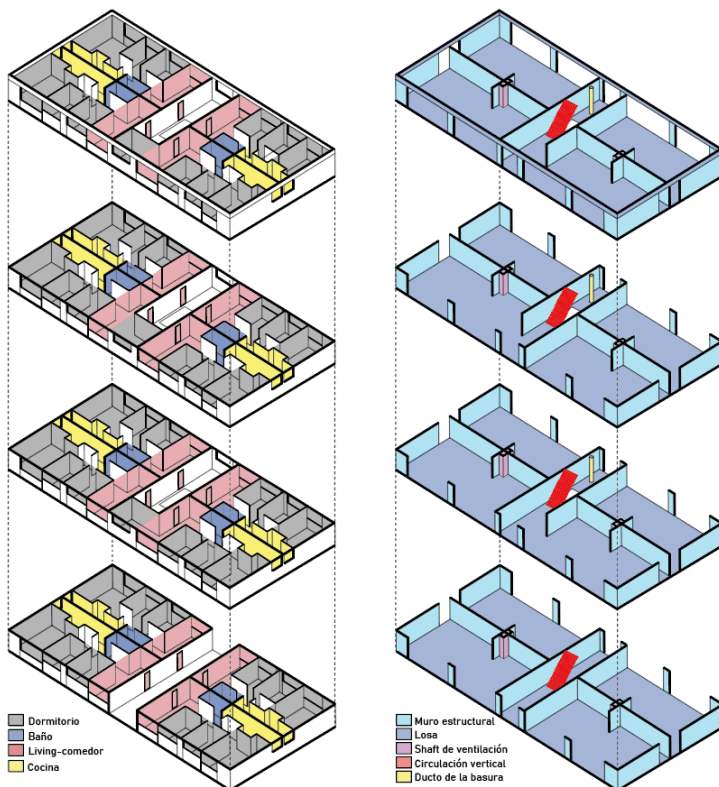 Dormitorio
Baño
Living-comedor
Cocina
Muro estructural
Losa
Shaft de ventilación
Circulación vertical
Ducto de la basura